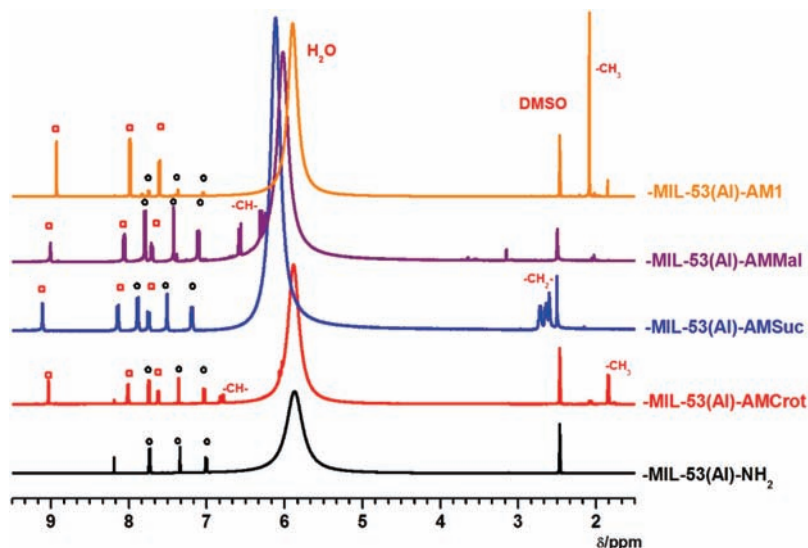 H₂O
-CH₃
DMSO
-MIL-53(Al)-AM1
-CH-
-MIL-53(Al)-AMMal
-CH₂-
-MIL-53(Al)-AMSuc
-CH-
-CH₃
-MIL-53(Al)-AMCrot
-MIL-53(Al)-NH₂
9 8 7 6 5 4 3 2
δ/ppm